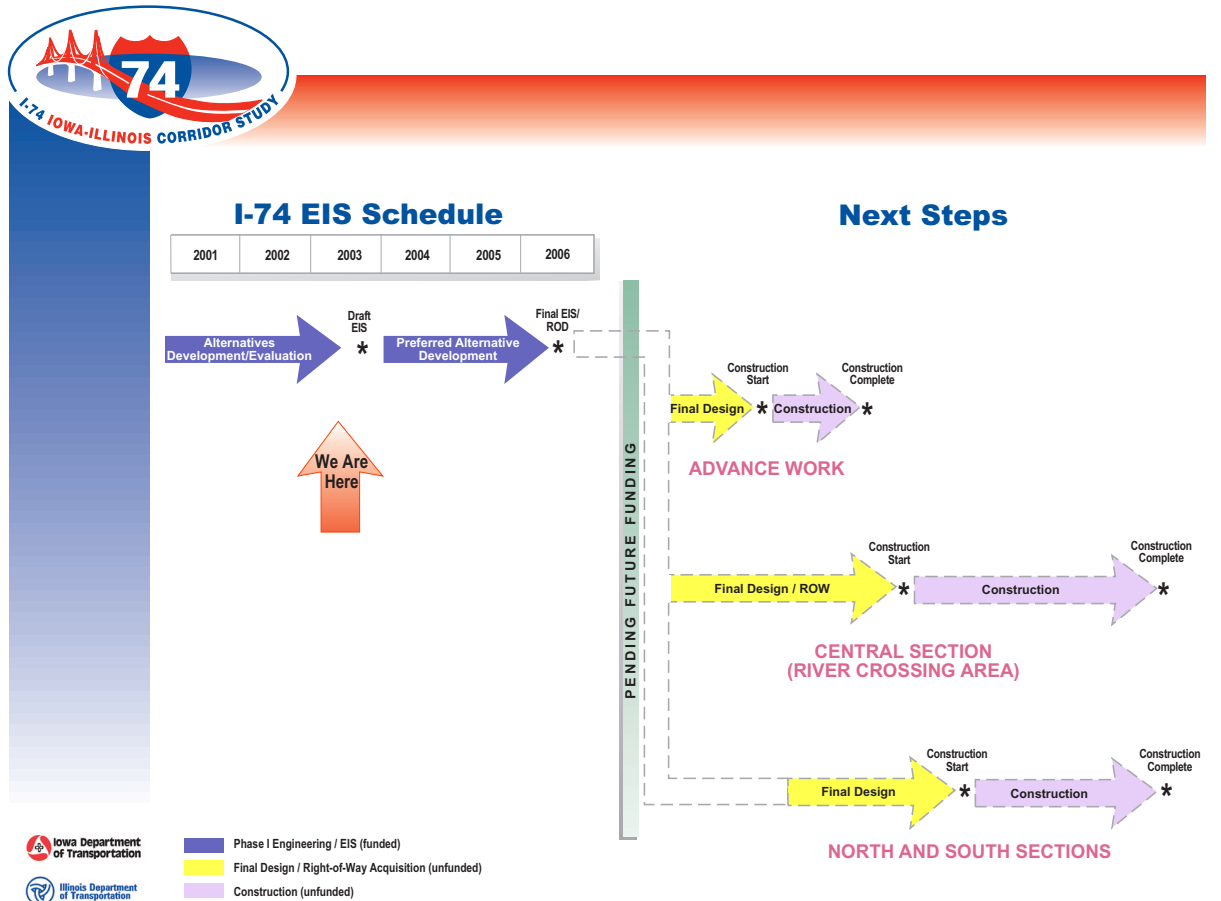 74
I-74 IOWA-ILLINOIS CORRIDOR STUDY
I-74 EIS Schedule
2001 2002 2003 2004 2005 2006
Alternatives
Development/Evaluation
Draft
EIS
*
Preferred Alternative
Development
Final EIS/
ROD
*
We Are
Here
PENDING FUTURE FUNDING
Next Steps
Final Design
Construction
Start
*
Construction
Construction
Complete
*
ADVANCE WORK
Final Design / ROW
Construction
Start
*
Construction
Construction
Complete
*
CENTRAL SECTION
(RIVER CROSSING AREA)
Final Design
Construction
Start
*
Construction
Construction
Complete
*
NORTH AND SOUTH SECTIONS
Iowa Department
of Transportation
Illinois Department
of Transportation
Phase I Engineering / EIS (funded)
Final Design / Right-of-Way Acquisition (unfunded)
Construction (unfunded)